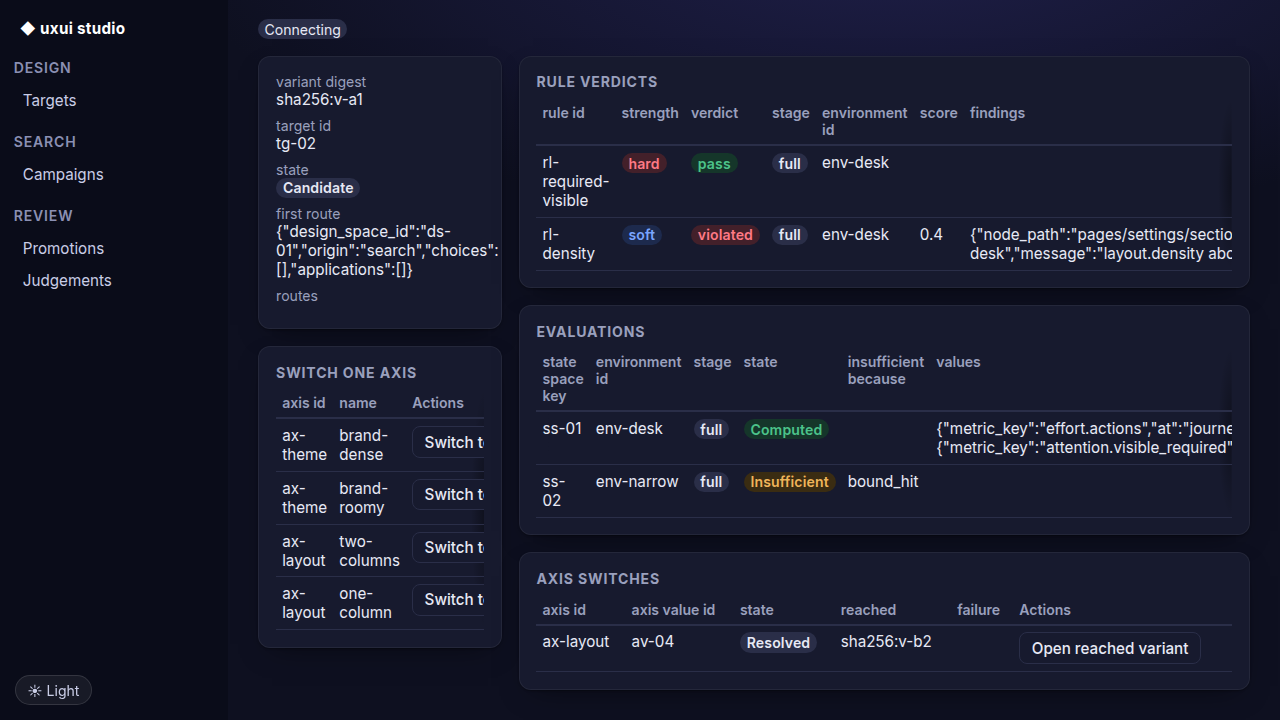 ◆ uxui studio
DESIGN
Targets
SEARCH
Campaigns
REVIEW
Promotions
Judgements
☀ Light
Connecting
variant digest
sha256:v-a1
target id
tg-02
state
Candidate
first route
{"design_space_id":"ds-
01","origin":"search","choices":
[],"applications":[]}
routes
SWITCH ONE AXIS
axis id name Actions
ax-
theme
brand-
dense
Switch
ax-
theme
brand-
roomy
Switch
ax-
layout
two-
columns
Switch
ax-
layout
one-
column
Switch
RULE VERDICTS
rule id strength verdict stage environment
id
score findings
rl-
required-
visible
hard pass full env-desk
rl-
density
soft violated full env-desk 0.4
{"node_path":"pages/settings/sectio
desk","message":"layout.density abo
EVALUATIONS
state
space
key
environment
id
stage state
insufficient
because
values
ss-01 env-desk full Computed
{"metric_key":"effort.actions","at":"journe
{"metric_key":"attention.visible_required"
ss-
02
env-narrow full Insufficient bound_hit
AXIS SWITCHES
axis id axis value id state reached failure Actions
ax-layout av-04 Resolved sha256:v-b2 Open reached variant